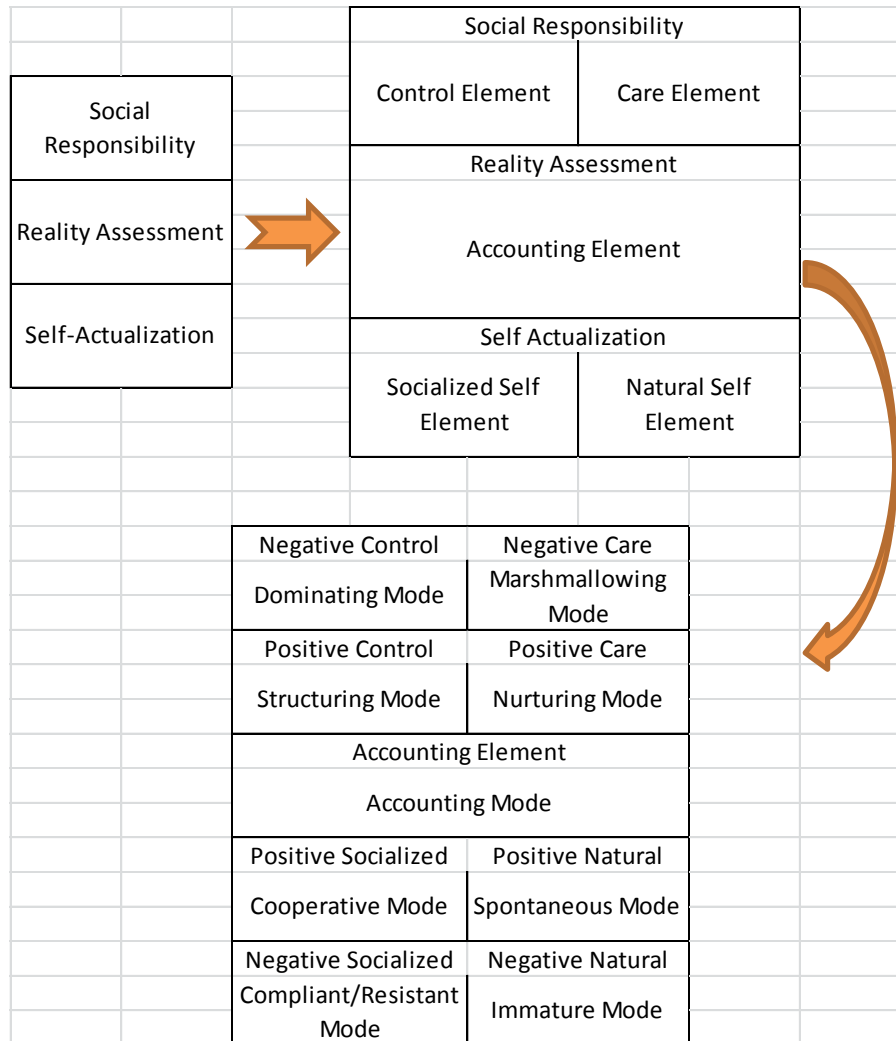 Social
Responsibility
Reality Assessment
Self-Actualization
Social Responsibility
Control Element
Care Element
Reality Assessment
Accounting Element
Self Actualization
Socialized Self
Element
Natural Self
Element
Negative Control
Negative Care
Dominating Mode
Marshmallowing
Mode
Positive Control
Positive Care
Structuring Mode
Nurturing Mode
Accounting Element
Accounting Mode
Positive Socialized
Positive Natural
Cooperative Mode
Spontaneous Mode
Negative Socialized
Negative Natural
Compliant/Resistant
Mode
Immature Mode